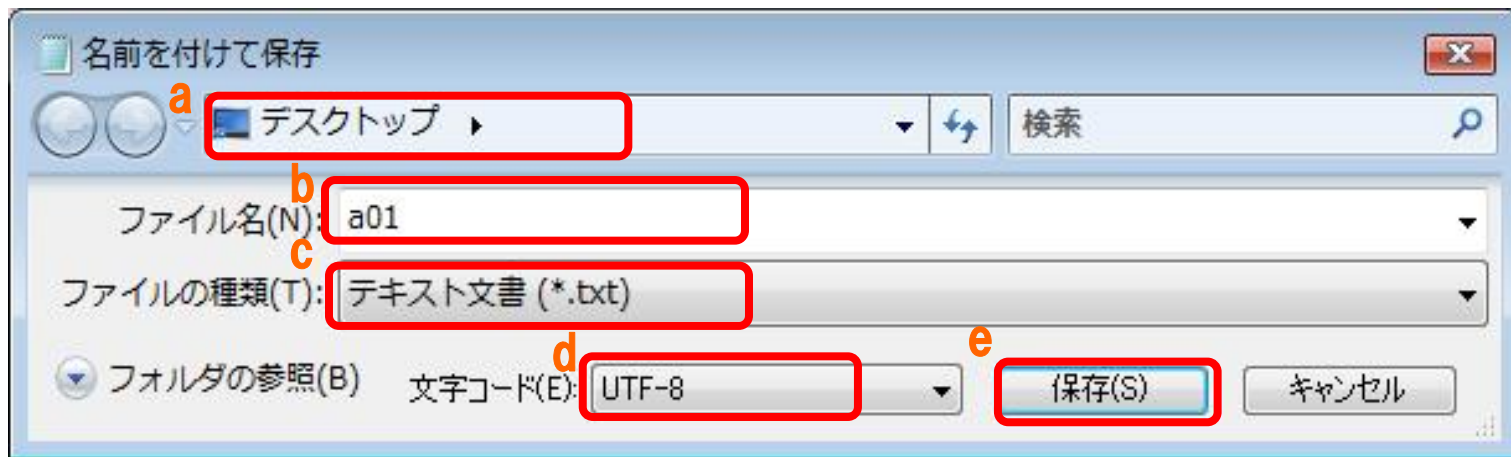 名前を付けて保存
a
デスクトップ
検索
b
ファイル名(N): a01
c
ファイルの種類(T): テキスト文書 (*.txt)
d
e
フォルダの参照(B) 文字コード(E): UTF-8 保存(S) キャンセル